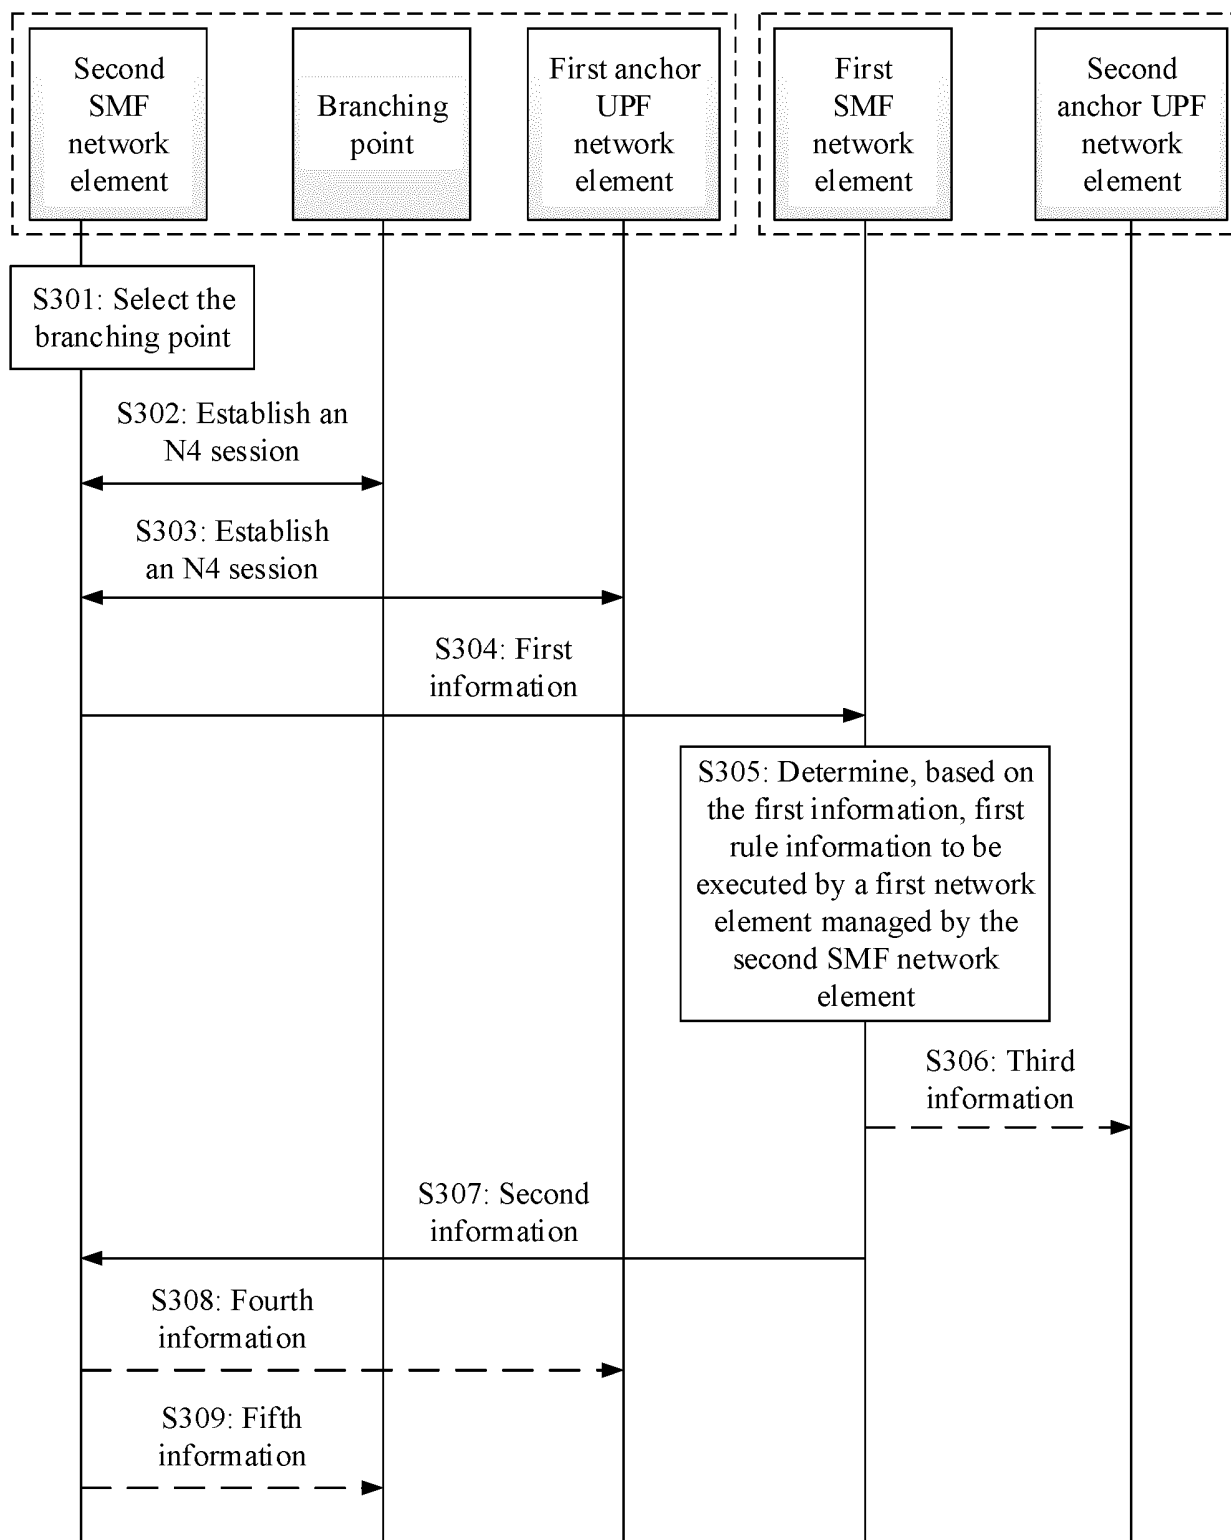 Second
SMF
network
element
Branching
point
First anchor
UPF
network
element
First
SMF
network
element
Second
anchor UPF
network
element
S301: Select the
branching point
S302: Establish an
N4 session
S303: Establish
an N4 session
S304: First
information
S305: Determine, based on
the first information, first
rule information to be
executed by a first network
element managed by the
second SMF network
element
S306: Third
information
S307: Second
information
S308: Fourth
information
S309: Fifth
information